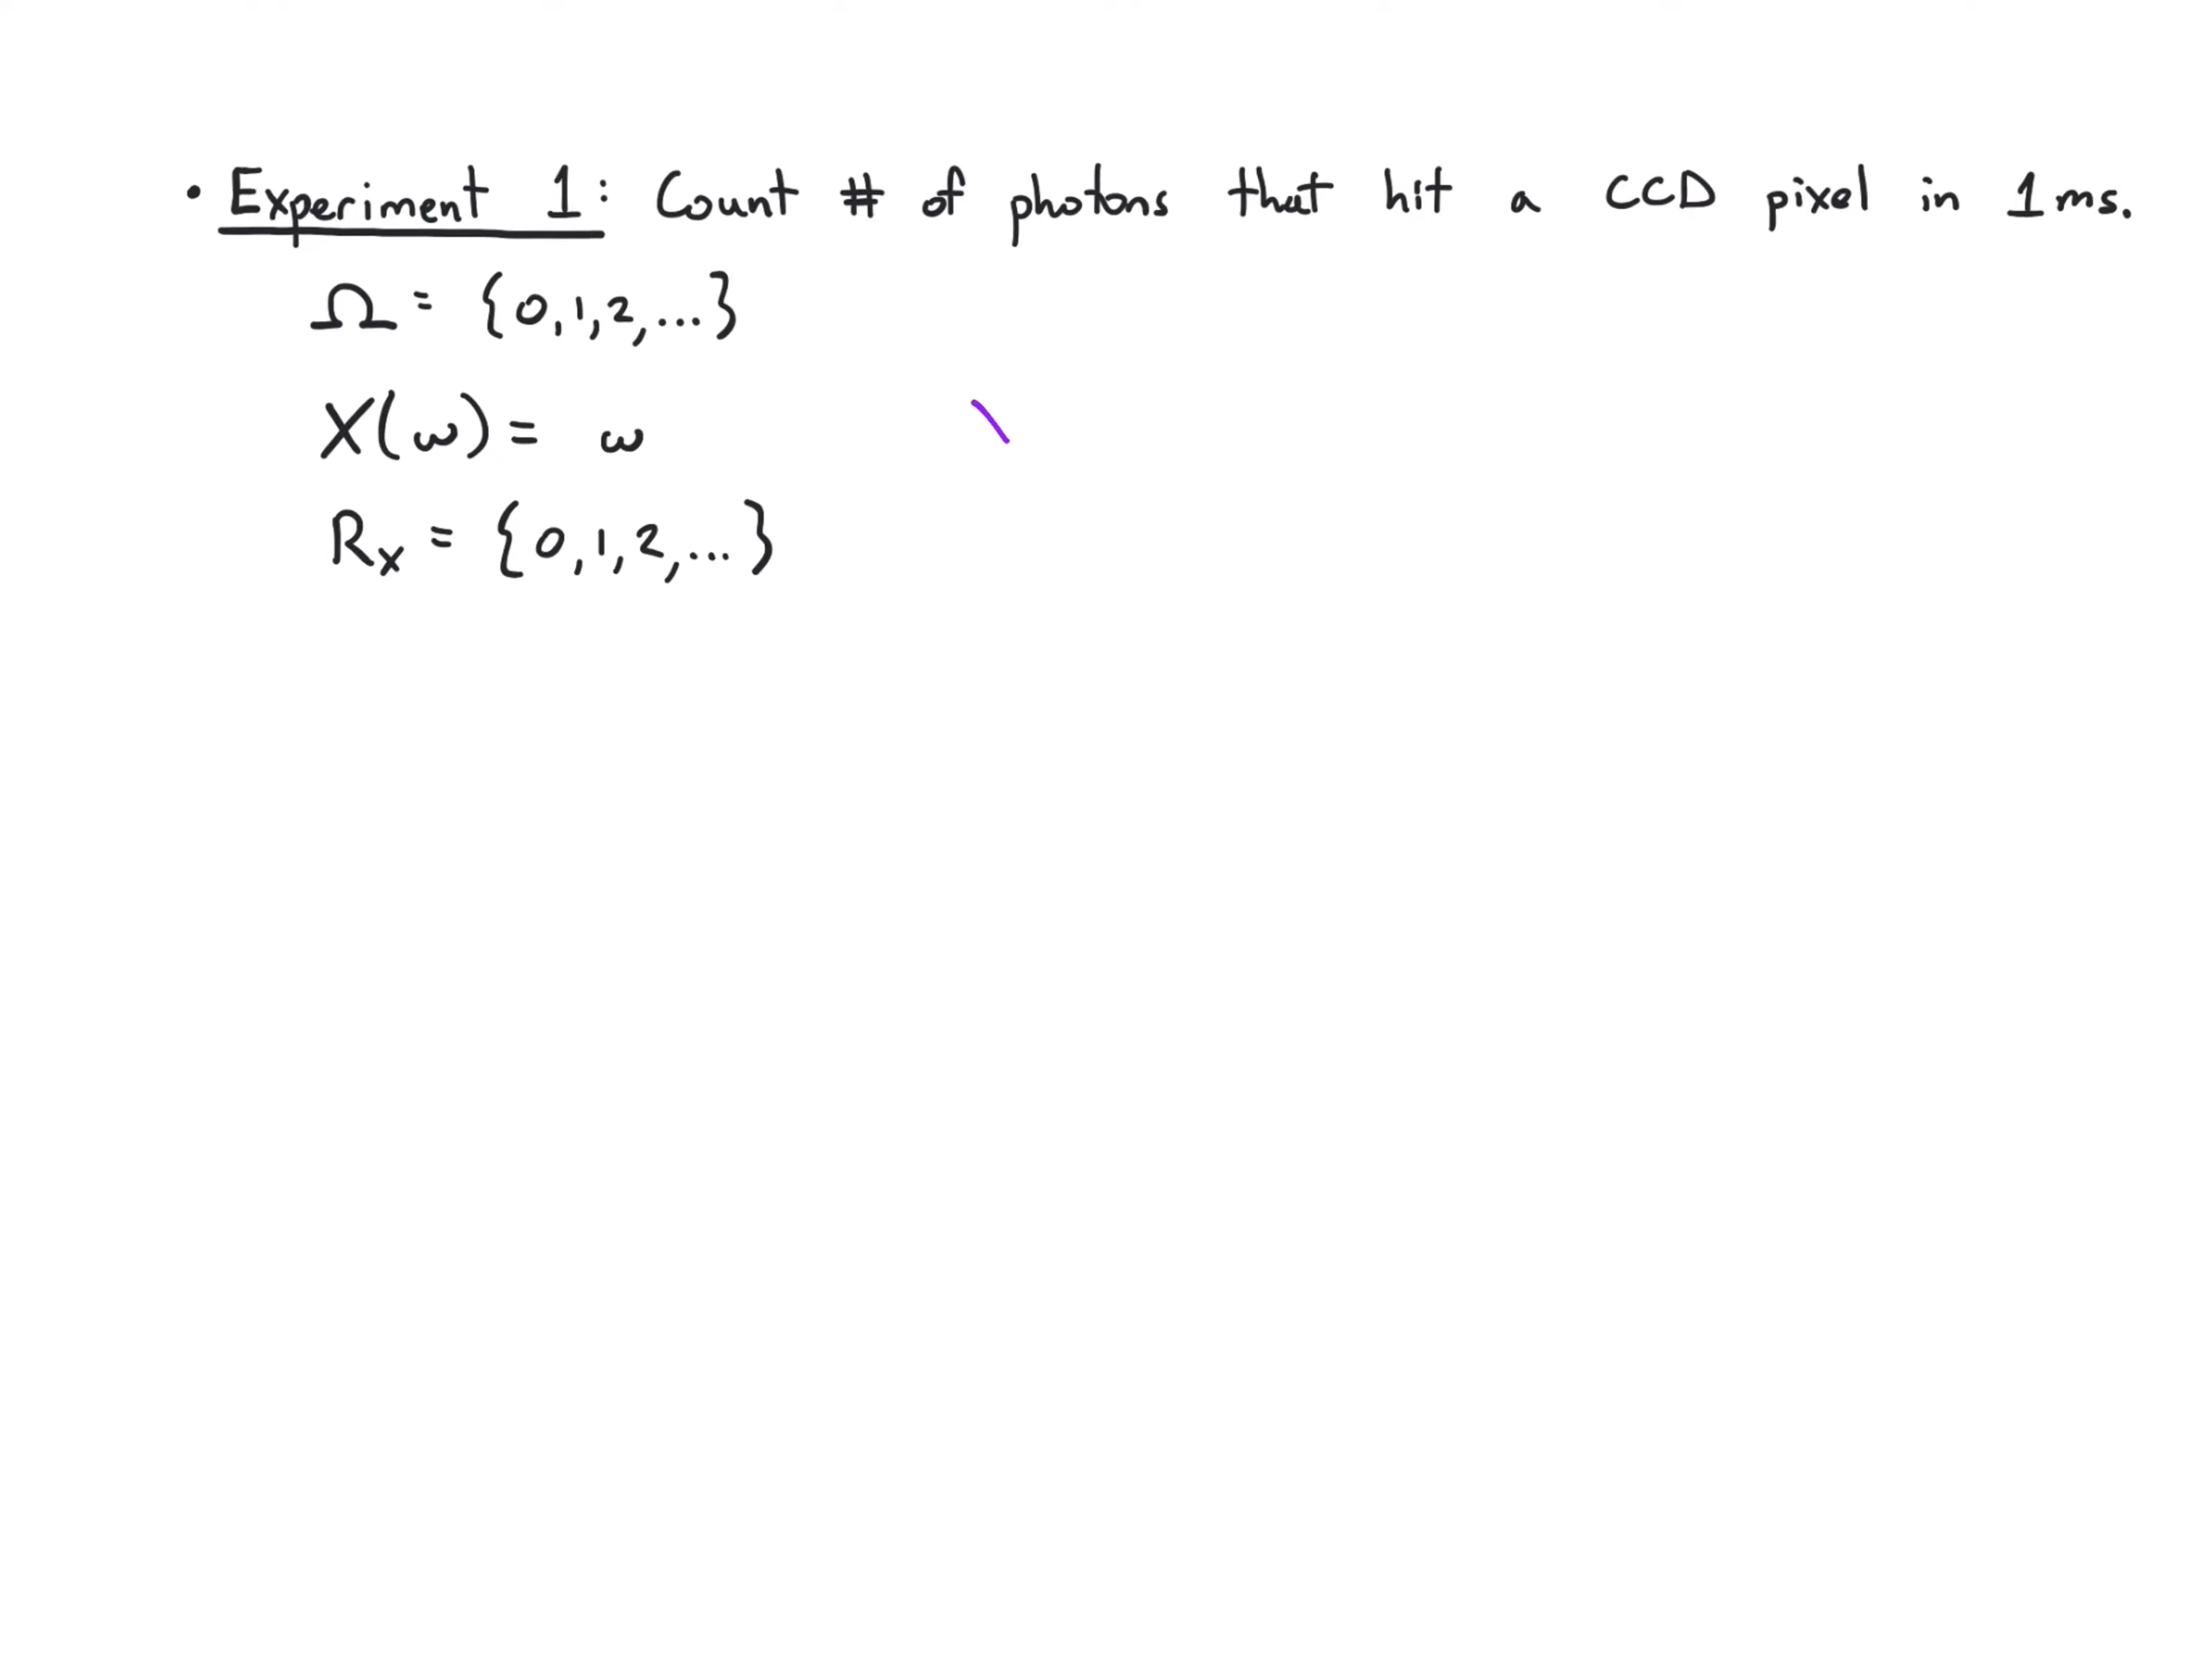 • Experiment 1: Count # of photons that hit a CCD pixel in 1 ms.
Ω = {0,1,2,...}
X(ω) = ω
Rₓ = {0,1,2,...}